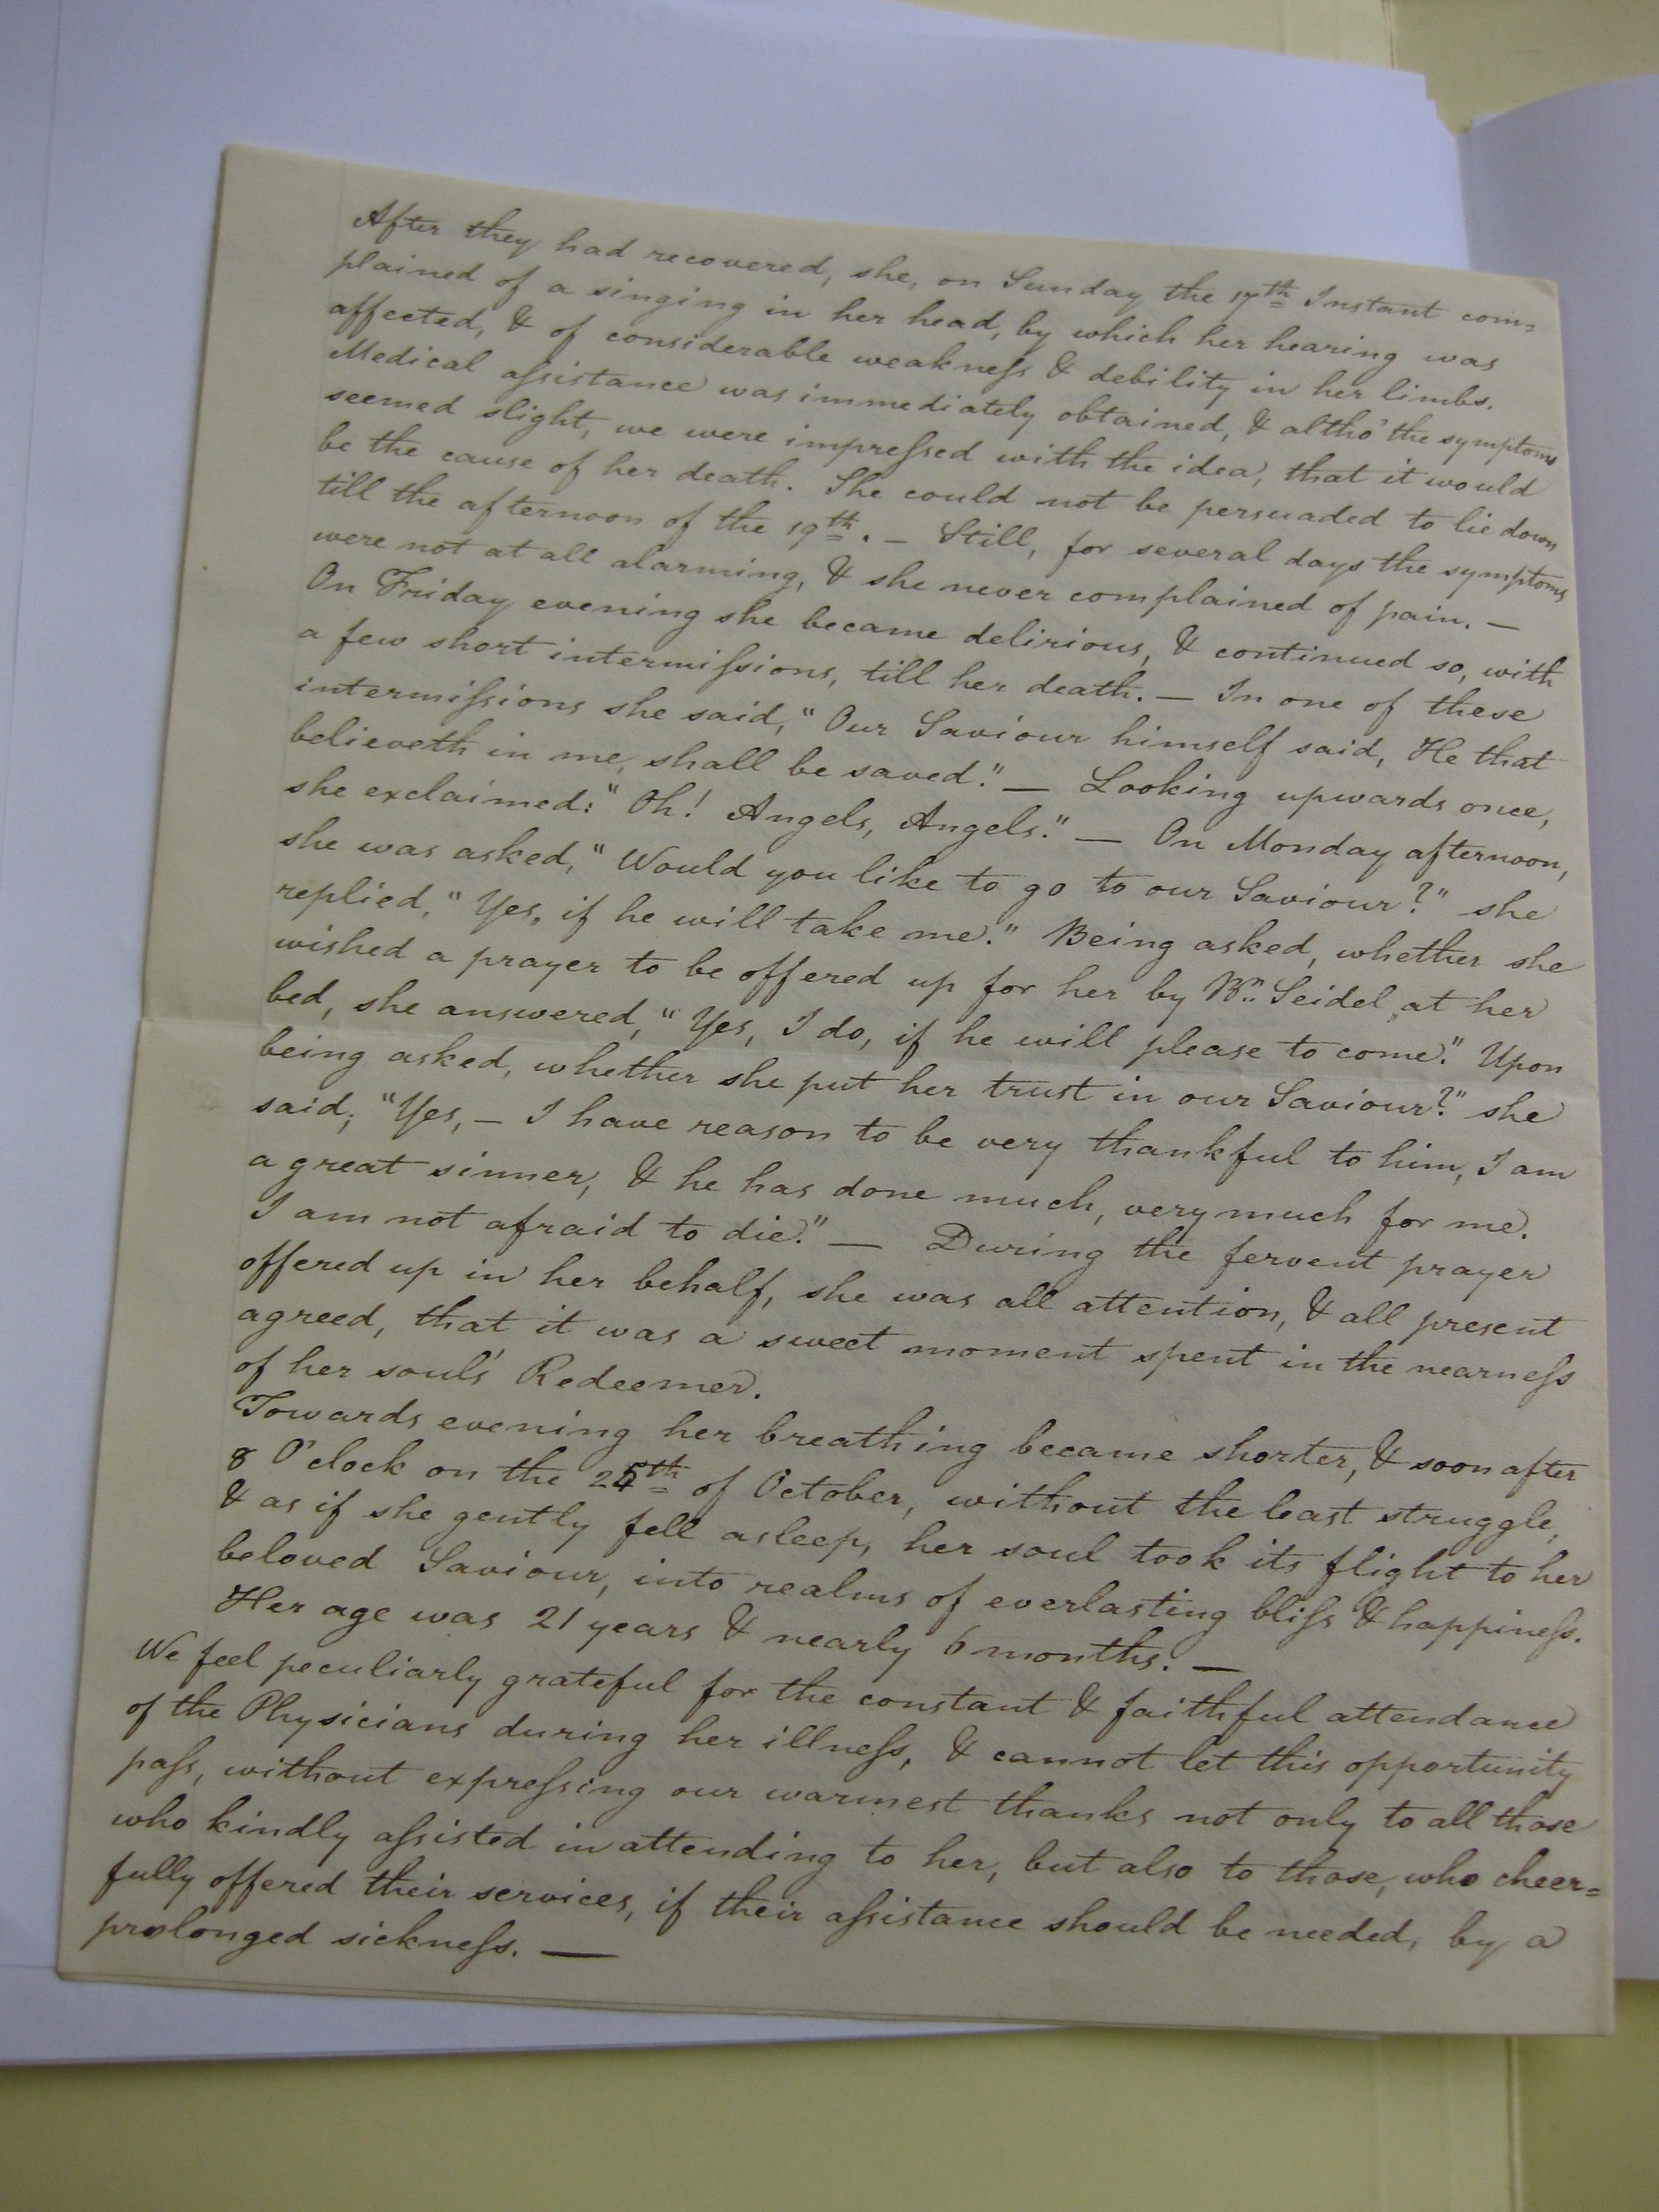 After they had recovered, she, on Sunday the 17th Instant com=
plained of a singing in her head, by which her hearing was
affected, & of considerable weakneſs & debility in her limbs.
Medical aſsistance was immediately obtained, & altho' the symptoms
seemed slight, we were impreſsed with the idea, that it would
be the cause of her death. She could not be persuaded to lie down
till the afternoon of the 19th. — Still, for several days the symptoms
were not at all alarming, & she never complained of pain. —
On Friday evening she became delirious, & continued so, with
a few short intermiſsions, till her death. — In one of these
intermiſsions she said, "Our Saviour himself said, He that
believeth in me, shall be saved." — Looking upwards once,
she exclaimed: "Oh! Angels, Angels." — On Monday afternoon,
she was asked, "Would you like to go to our Saviour?" she
replied, "Yes, if he will take me." Being asked, whether she
wished a prayer to be offered up for her by Brn. Seidel, at her
bed, she answered, "Yes, I do, if he will please to come." Upon
being asked, whether she put her trust in our Saviour?" she
said; "Yes, — I have reason to be very thankful to him, I am
a great sinner, & he has done much, very much for me.
I am not afraid to die." — During the fervent prayer
offered up in her behalf, she was all attention, & all present
agreed, that it was a sweet moment spent in the nearneſs
of her soul's Redeemer.
Towards evening her breathing became shorter, & soon after
8 O'clock on the 25th of October, without the least struggle,
& as if she gently fell asleep, her soul took its flight to her
beloved Saviour, into realms of everlasting bliſs & happineſs.
Her age was 21 years & nearly 6 months. —
We feel peculiarly grateful for the constant & faithful attendance
of the Physicians during her illneſs, & cannot let this opportunity
paſs, without expreſsing our warmest thanks not only to all those
who kindly aſsisted in attending to her, but also to those, who cheer=
fully offered their services, if their aſsistance should be needed, by a
prolonged sickneſs. —